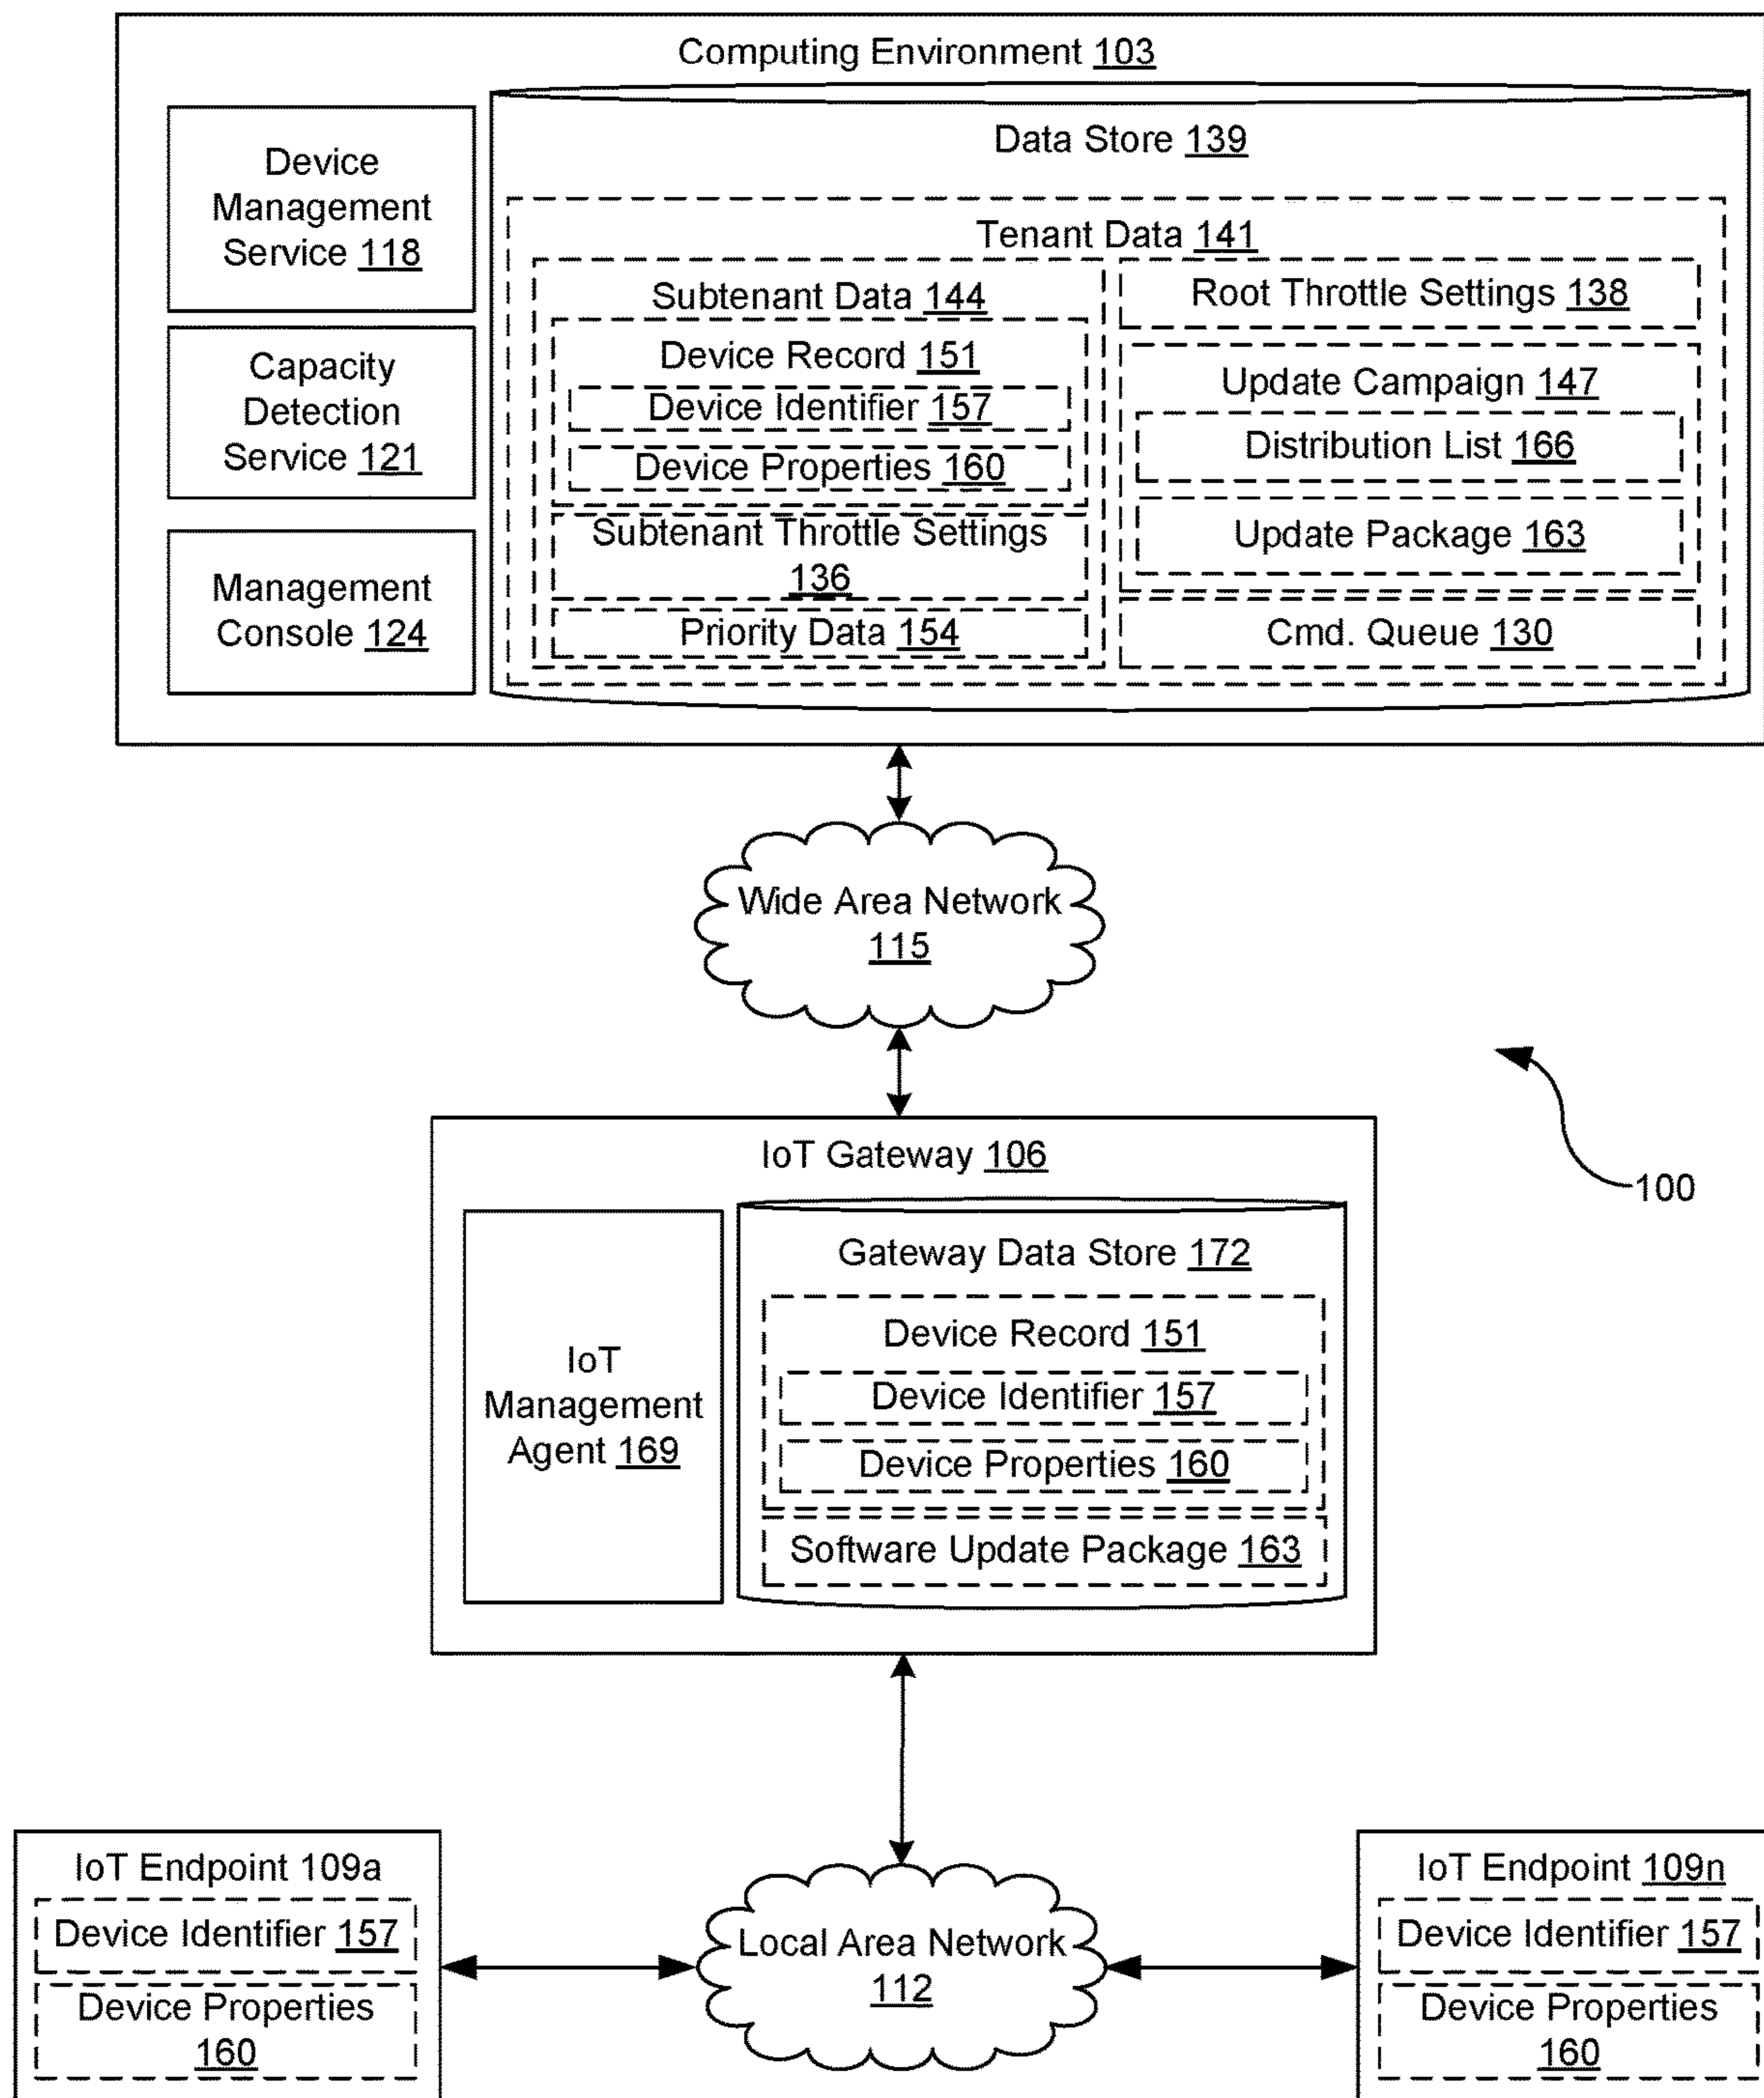 Computing Environment 103
Device
Management
Service 118
Capacity
Detection
Service 121
Management
Console 124
Data Store 139
Tenant Data 141
Subtenant Data 144
Device Record 151
Device Identifier 157
Device Properties 160
Subtenant Throttle Settings
136
Priority Data 154
Root Throttle Settings 138
Update Campaign 147
Distribution List 166
Update Package 163
Cmd. Queue 130
Wide Area Network
115
100
IoT Gateway 106
IoT
Management
Agent 169
Gateway Data Store 172
Device Record 151
Device Identifier 157
Device Properties 160
Software Update Package 163
IoT Endpoint 109a
Device Identifier 157
Device Properties
160
Local Area Network
112
IoT Endpoint 109n
Device Identifier 157
Device Properties
160